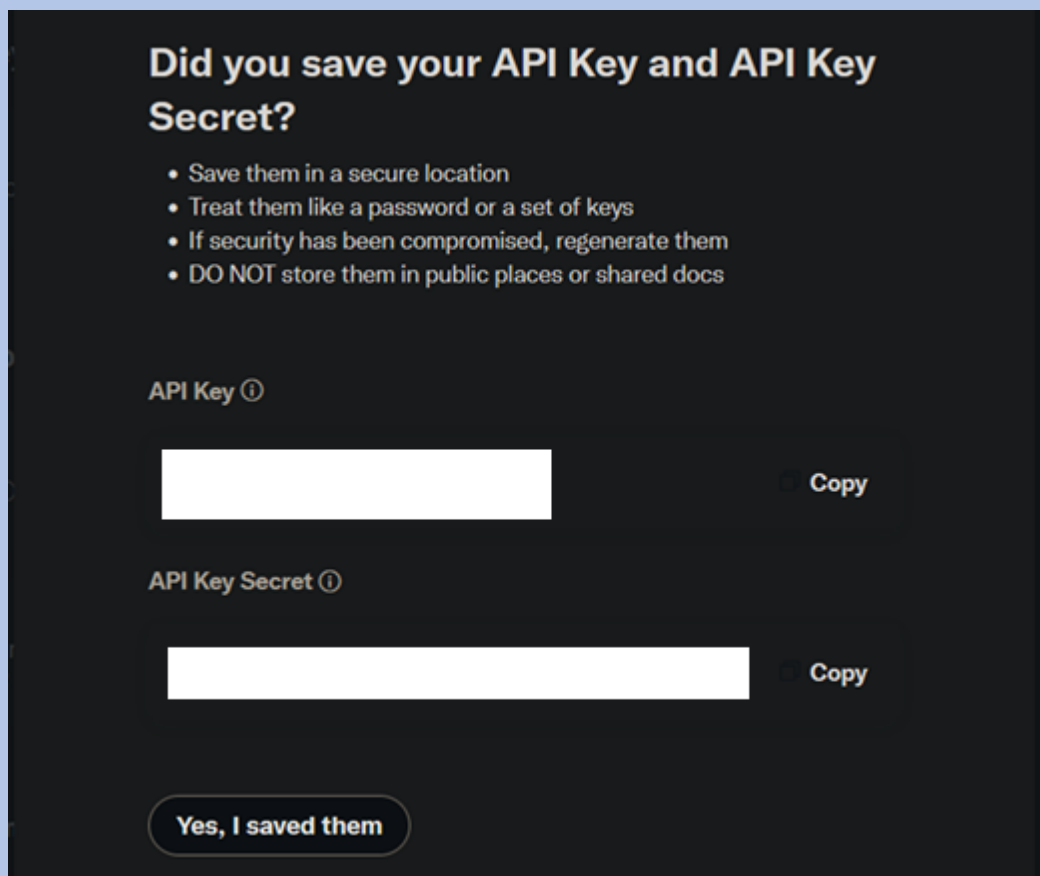 Did you save your API Key and API Key
Secret?
• Save them in a secure location
• Treat them like a password or a set of keys
• If security has been compromised, regenerate them
• DO NOT store them in public places or shared docs
API Key
Copy
API Key Secret
Copy
Yes, I saved them